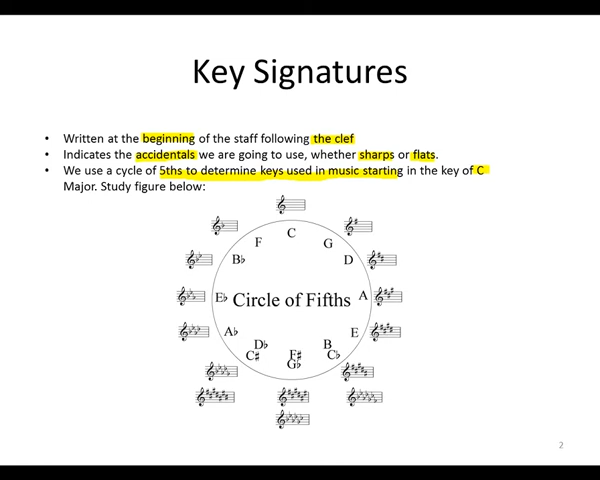 Key Signatures
• Written at the beginning of the staff following the clef
• Indicates the accidentals we are going to use, whether sharps or flats.
• We use a cycle of 5ths to determine keys used in music starting in the key of C
Major. Study figure below:
C
F G
B♭ D
E♭ Circle of Fifths A
A♭ E
D♭ B
C♯ F♯ C♭
G♭
2